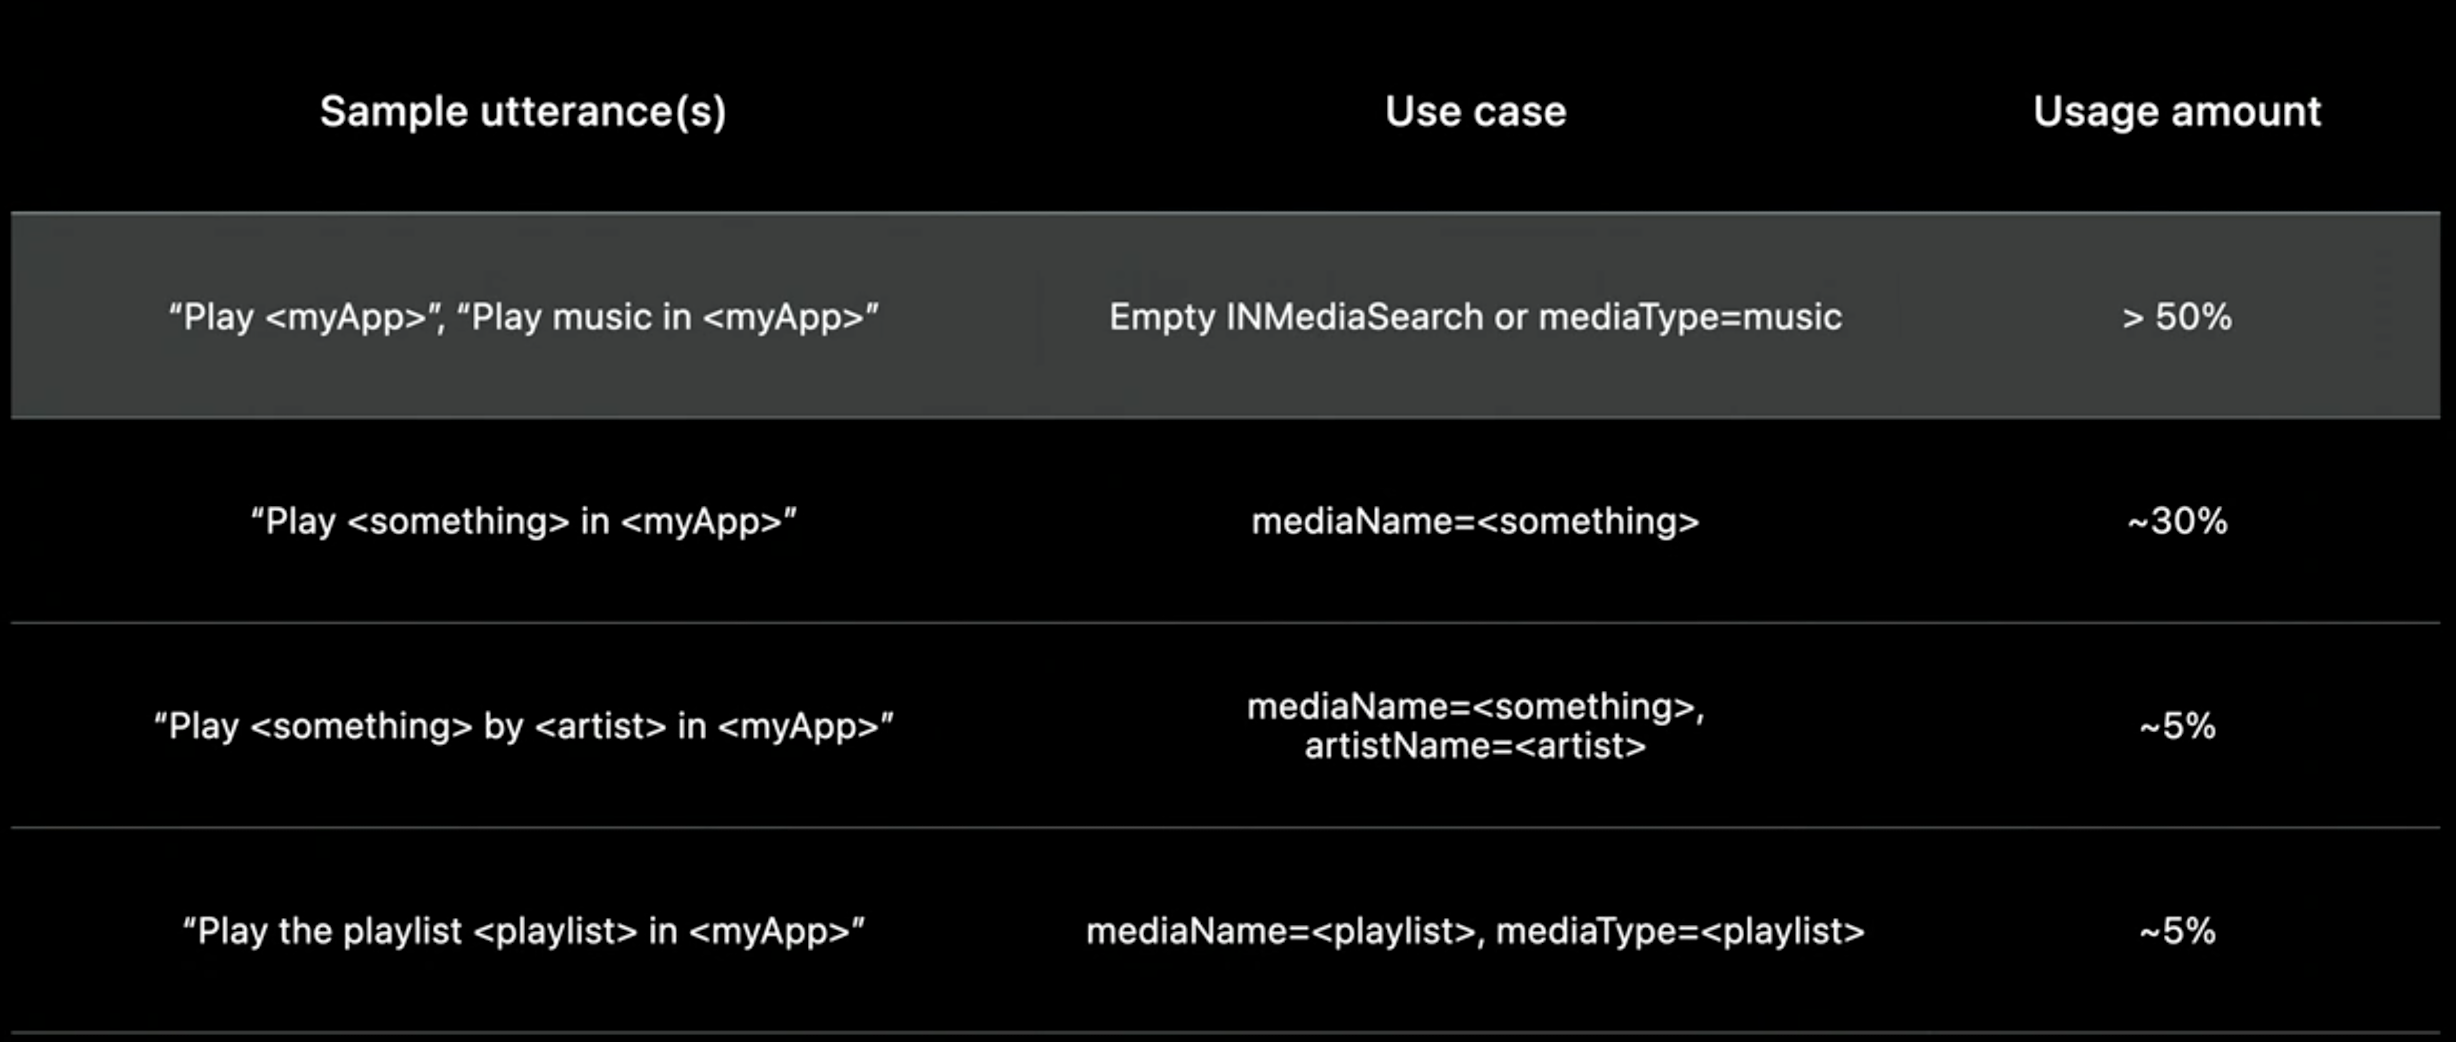 Sample utterance(s) Use case Usage amount
“Play <myApp>”, “Play music in <myApp>” Empty INMediaSearch or mediaType=music > 50%
“Play <something> in <myApp>” mediaName=<something> ~30%
“Play <something> by <artist> in <myApp>” mediaName=<something>,
artistName=<artist> ~5%
“Play the playlist <playlist> in <myApp>” mediaName=<playlist>, mediaType=<playlist> ~5%